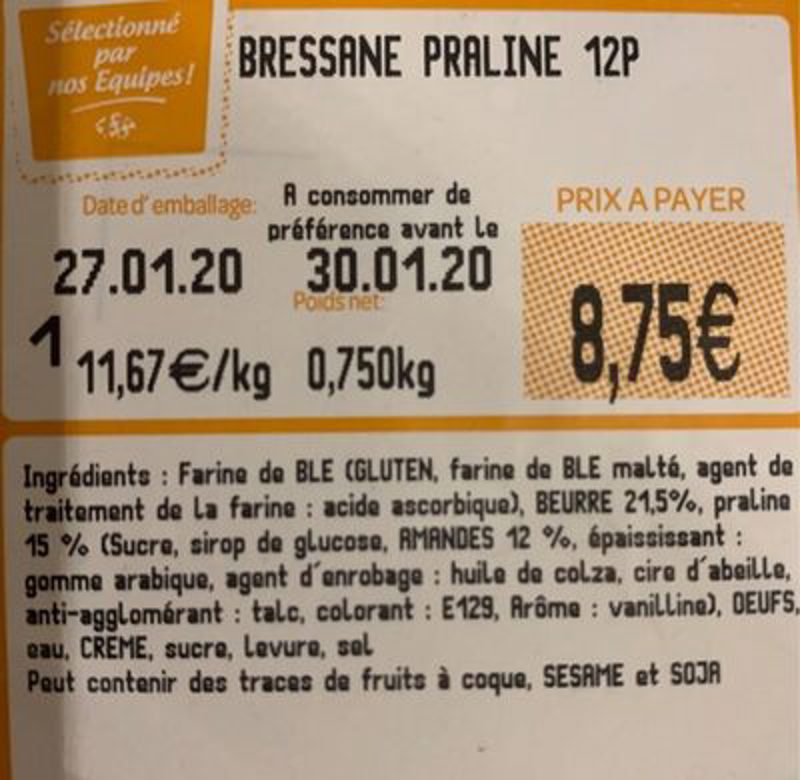 Sélectionné
par
nos Equipes!
BRESSANE PRALINE 12P
Date d'emballage:
A consommer de
préférence avant le
PRIX A PAYER
27.01.20
30.01.20
Poids net:
8,75€
1
11,67€/kg 0,750kg
Ingrédients : Farine de BLE (GLUTEN, farine de BLE malté, agent de
traitement de la farine : acide ascorbique), BEURRE 21,5%, praline
15 % (Sucre, sirop de glucose, AMANDES 12 %, épaississant :
gomme arabique, agent d'enrobage : huile de colza, cire d'abeille,
anti-agglomérant : talc, colorant : E129, Arôme : vanilline), OEUFS,
eau, CREME, sucre, levure, sel
Peut contenir des traces de fruits à coque, SESAME et SOJA